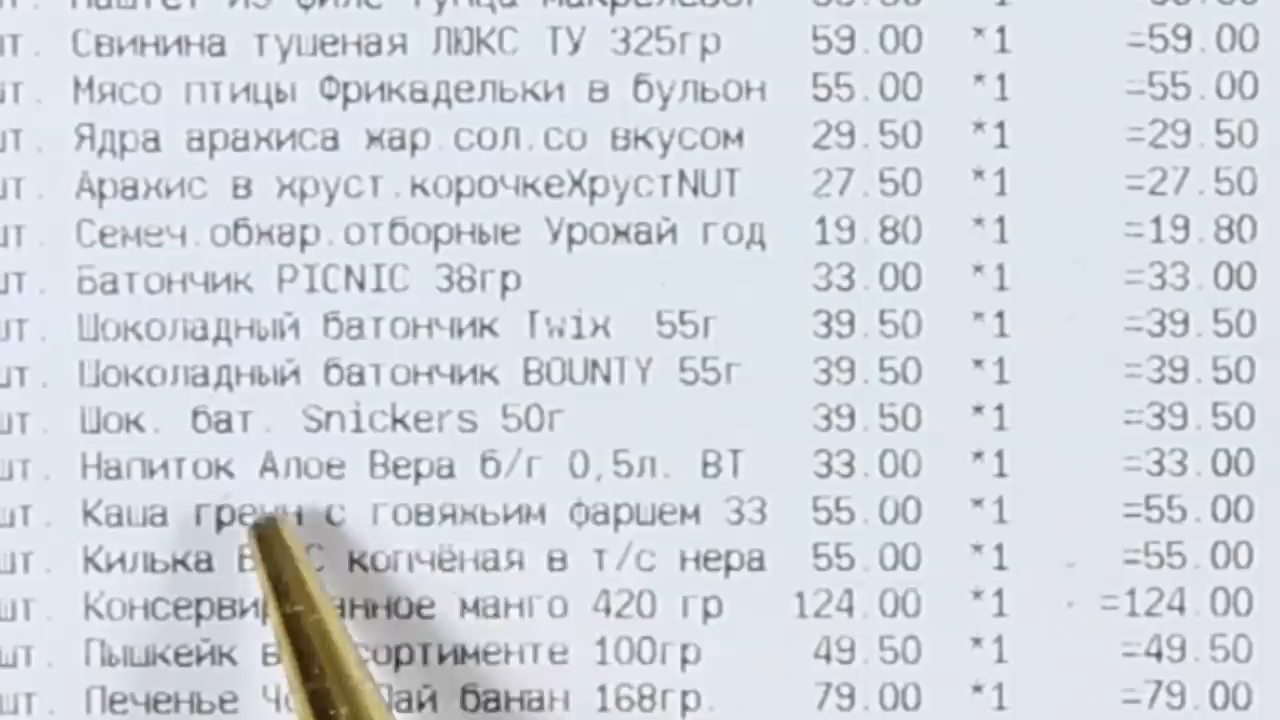 шт. Свинина тушеная ЛЮКС ТУ 325гр 59.00 *1 =59.00
шт. Мясо птицы Фрикадельки в бульон 55.00 *1 =55.00
шт. Ядра арахиса жар.сол.со вкусом 29.50 *1 =29.50
шт. Арахис в хруст.корочкеХрустNUT 27.50 *1 =27.50
шт. Семеч.обжар.отборные Урожай год 19.80 *1 =19.80
шт. Батончик PICNIC 38гр 33.00 *1 =33.00
шт. Шоколадный батончик Twix 55г 39.50 *1 =39.50
шт. Шоколадный батончик BOUNTY 55г 39.50 *1 =39.50
шт. Шок. бат. Snickers 50г 39.50 *1 =39.50
шт. Напиток Алое Вера б/г 0,5л. ВТ 33.00 *1 =33.00
шт. Каша гречн с говяжьим фаршем 33 55.00 *1 =55.00
шт. Килька копчёная в т/с нера 55.00 *1 =55.00
шт. манго 420 гр 124.00 *1 =124.00
шт. Пышкейк в 100гр 49.50 *1 =49.50
шт. Печенье Пай банан 168гр. 79.00 *1 =79.00